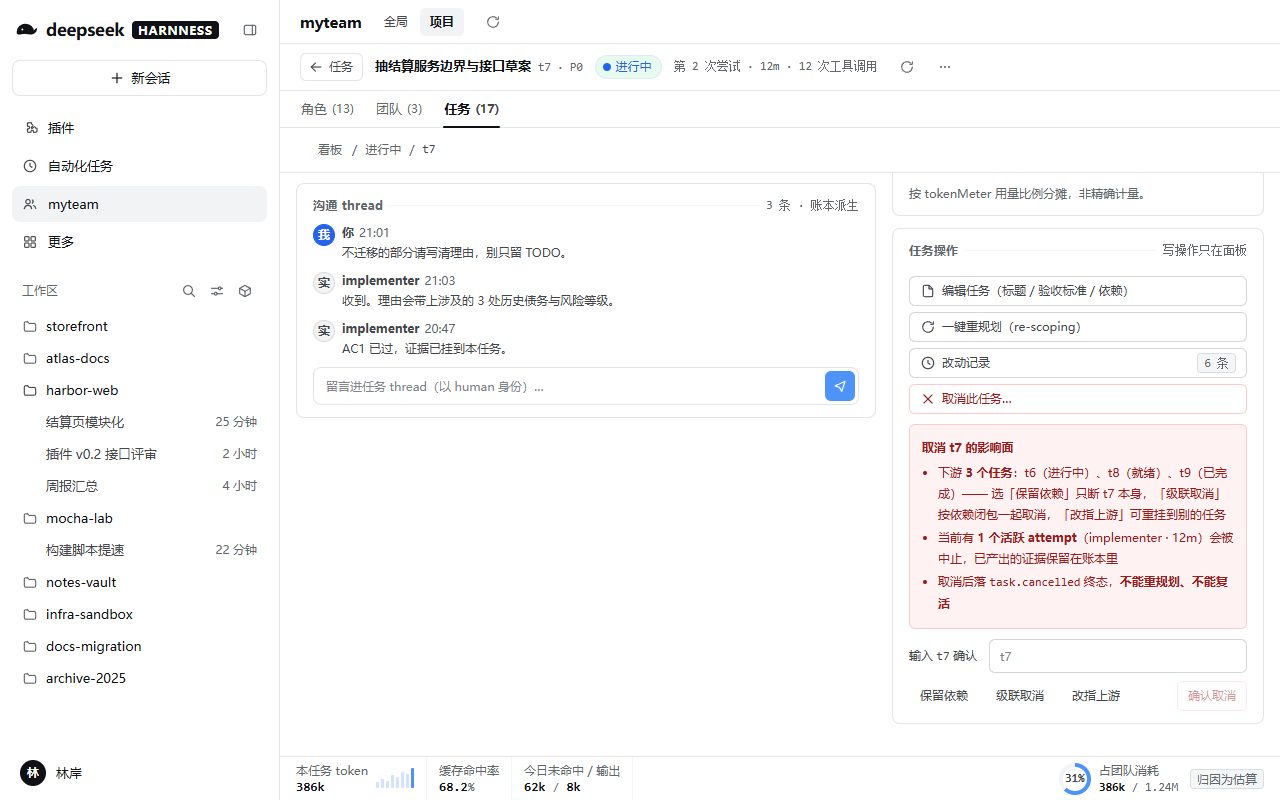 deepseek HARNNESS
新会话
插件
自动化任务
myteam
更多
工作区
storefront
atlas-docs
harbor-web
结算页模块化 25 分钟
插件 v0.2 接口评审 2 小时
周报汇总 4 小时
mocha-lab
构建脚本提速 22 分钟
notes-vault
infra-sandbox
docs-migration
archive-2025
林 林岸
myteam 全局 项目
任务 抽结算服务边界与接口草案 t7 · P0 进行中 第 2 次尝试 · 12m · 12 次工具调用 ···
角色 (13) 团队 (3) 任务 (17)
看板 / 进行中 / t7
沟通 thread 3 条 · 账本派生
我 你 21:01
不迁移的部分请写清理由，别只留 TODO。
实 implementer 21:03
收到。理由会带上涉及的 3 处历史债务与风险等级。
实 implementer 20:47
AC1 已过，证据已挂到本任务。
留言进任务 thread（以 human 身份）…
按 tokenMeter 用量比例分摊，非精确计量。
任务操作 写操作只在面板
编辑任务（标题 / 验收标准 / 依赖）
一键重规划（re-scoping）
改动记录 6 条
取消此任务…
取消 t7 的影响面
• 下游 3 个任务：t6（进行中）、t8（就绪）、t9（已完
成）—— 选「保留依赖」只断 t7 本身，「级联取消」
按依赖闭包一起取消，「改指上游」可重挂到别的任务
• 当前有 1 个活跃 attempt（implementer · 12m）会被
中止，已产出的证据保留在账本里
• 取消后落 task.cancelled 终态，不能重规划、不能复
活
输入 t7 确认 t7
保留依赖 级联取消 改指上游 确认取消
本任务 token 缓存命中率 今日未命中 / 输出 占团队消耗
386k 68.2% 62k / 8k 31% 386k / 1.24M 归因为估算